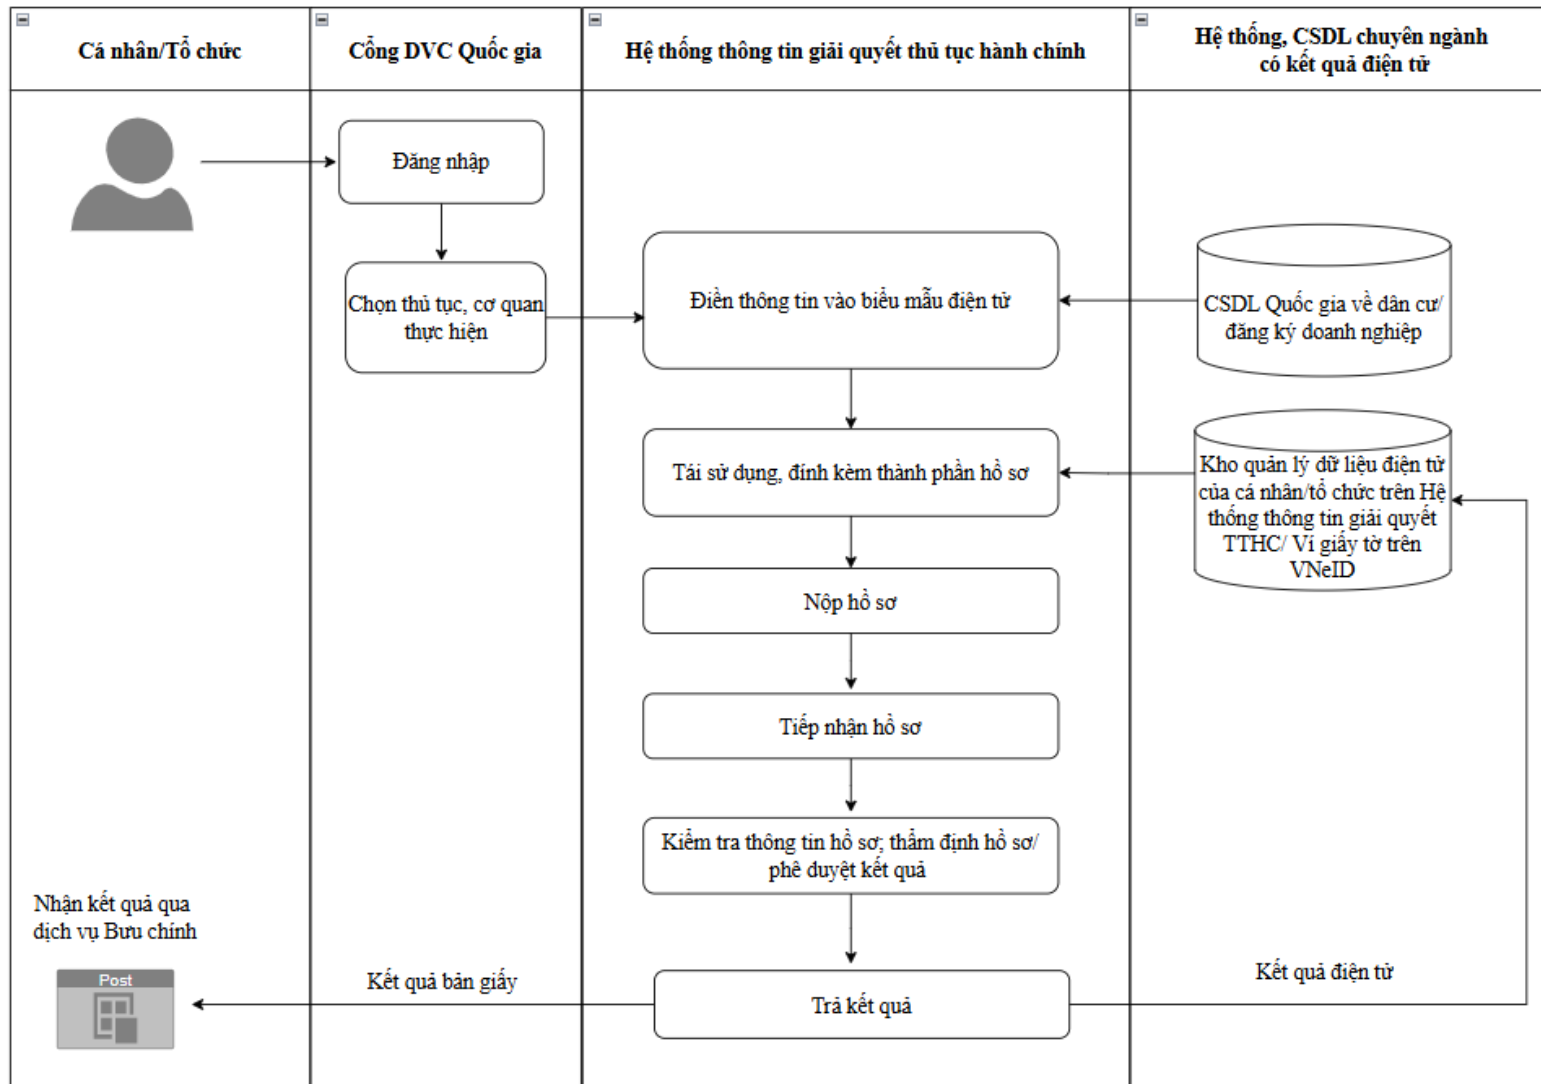 Cá nhân/Tổ chức
Cổng DVC Quốc gia
Hệ thống thông tin giải quyết thủ tục hành chính
Hệ thống, CSDL chuyên ngành
có kết quả điện tử
Đăng nhập
Chọn thủ tục, cơ quan
thực hiện
Điền thông tin vào biểu mẫu điện tử
CSDL Quốc gia về dân cư/
đăng ký doanh nghiệp
Tái sử dụng, đính kèm thành phần hồ sơ
Kho quản lý dữ liệu điện tử
của cá nhân/tổ chức trên Hệ
thống thông tin giải quyết
TTHC/ Ví giấy tờ trên
VNeID
Nộp hồ sơ
Tiếp nhận hồ sơ
Kiểm tra thông tin hồ sơ; thẩm định hồ sơ/
phê duyệt kết quả
Nhận kết quả qua
dịch vụ Bưu chính
Post
Kết quả bản giấy
Trả kết quả
Kết quả điện tử